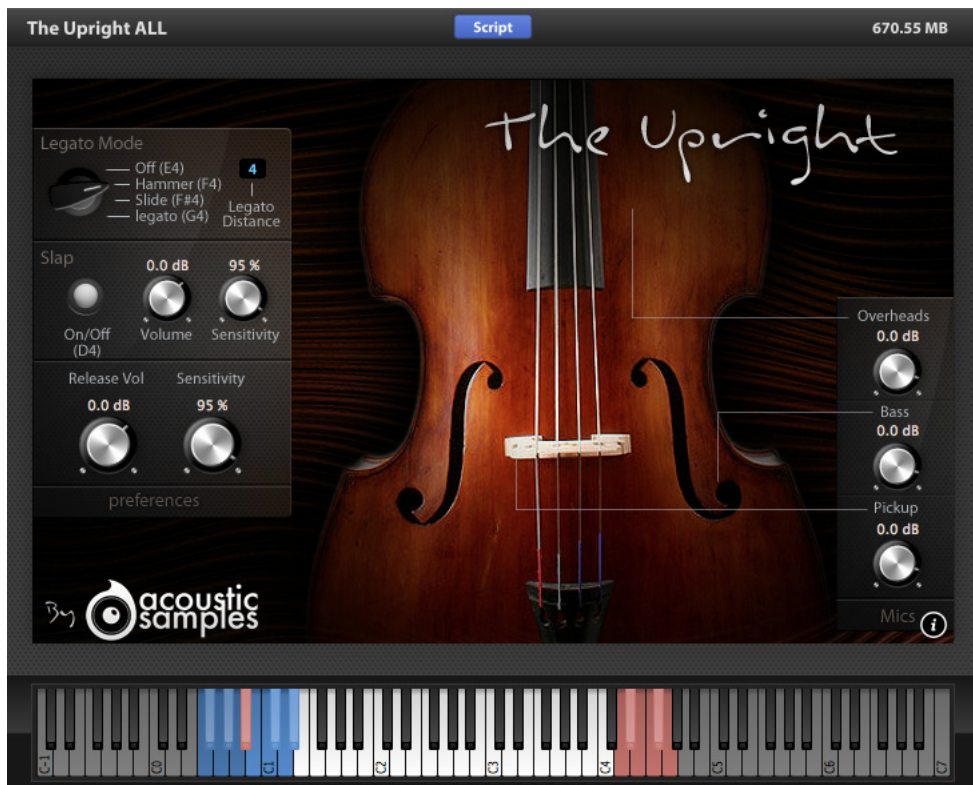 The Upright ALL
Script
670.55 MB
The Upright
Legato Mode
Off (E4)
Hammer (F4)
Slide (F#4)
legato (G4)
4
Legato
Distance
Slap
0.0 dB
95 %
On/Off
(D4)
Volume
Sensitivity
Release Vol
Sensitivity
0.0 dB
95 %
preferences
Overheads
0.0 dB
Bass
0.0 dB
Pickup
0.0 dB
Mics
i
By
acoustic
samples
C-1
C0
C1
C2
C3
C4
C5
C6
C7